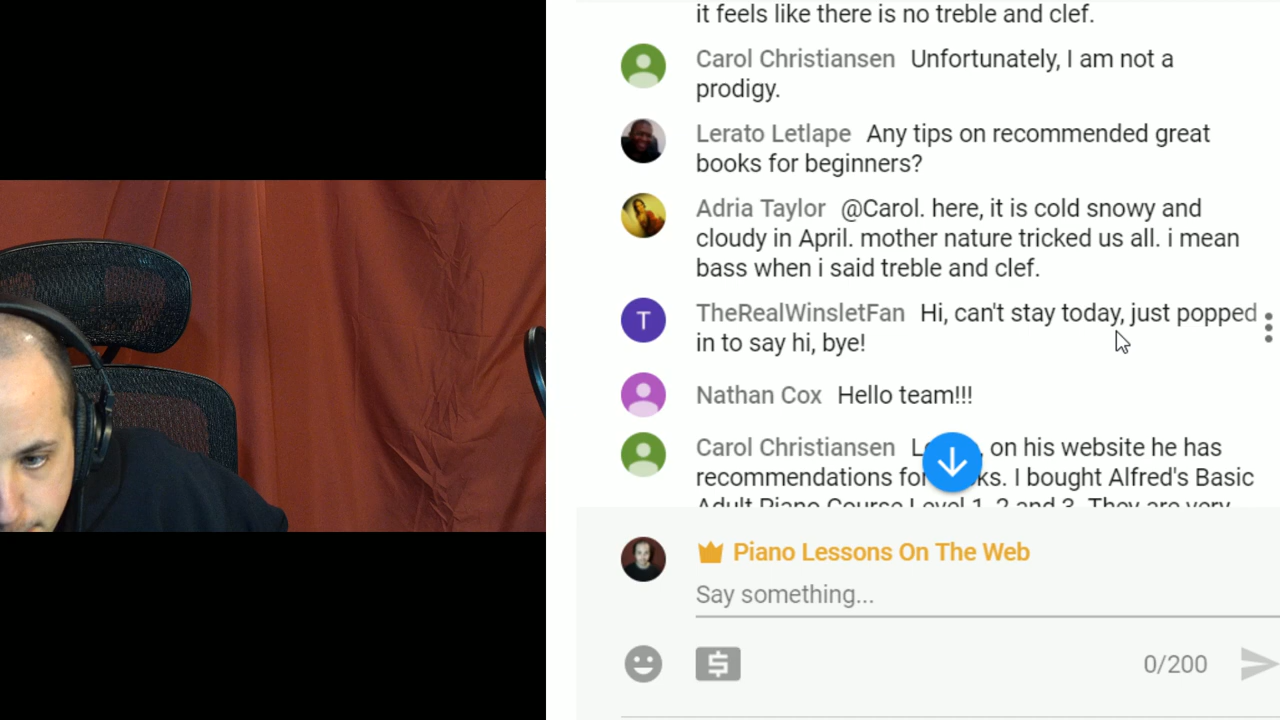 it feels like there is no treble and clef.
Carol Christiansen Unfortunately, I am not a
prodigy.
Lerato Letlape Any tips on recommended great
books for beginners?
Adria Taylor @Carol. here, it is cold snowy and
cloudy in April. mother nature tricked us all. i mean
bass when i said treble and clef.
T TheRealWinsletFan Hi, can't stay today, just popped
in to say hi, bye!
Nathan Cox Hello team!!!
Carol Christiansen on his website he has
recommendations for I bought Alfred's Basic
Adult Piano Course Level 1, 2 and 3. They are very
Piano Lessons On The Web
Say something...
0/200